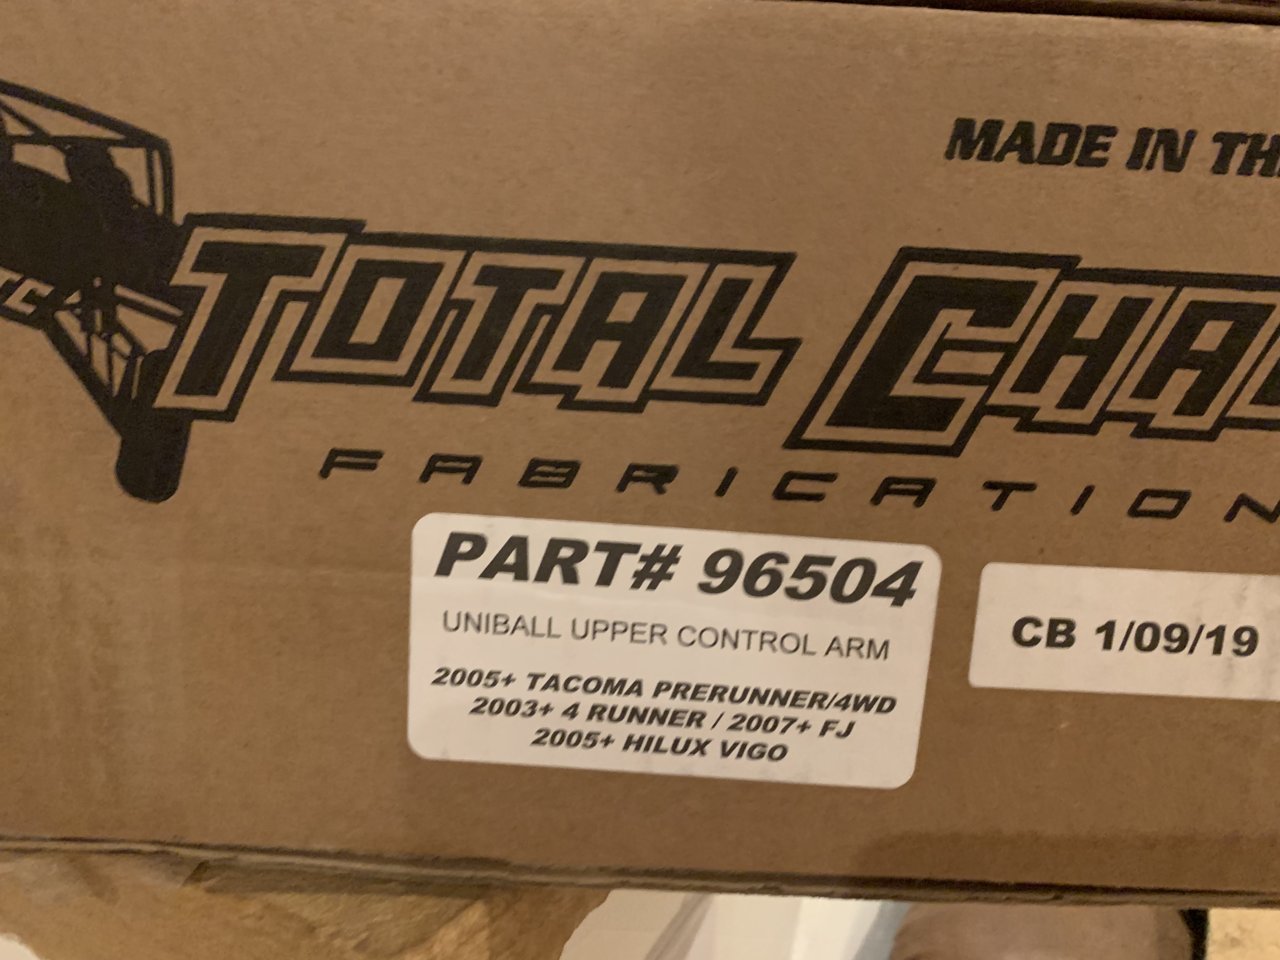 MADE IN TH
TC
TOTAL CHA
FABRICATION
PART# 96504
UNIBALL UPPER CONTROL ARM
2005+ TACOMA PRERUNNER/4WD
2003+ 4 RUNNER / 2007+ FJ
2005+ HILUX VIGO
CB 1/09/19